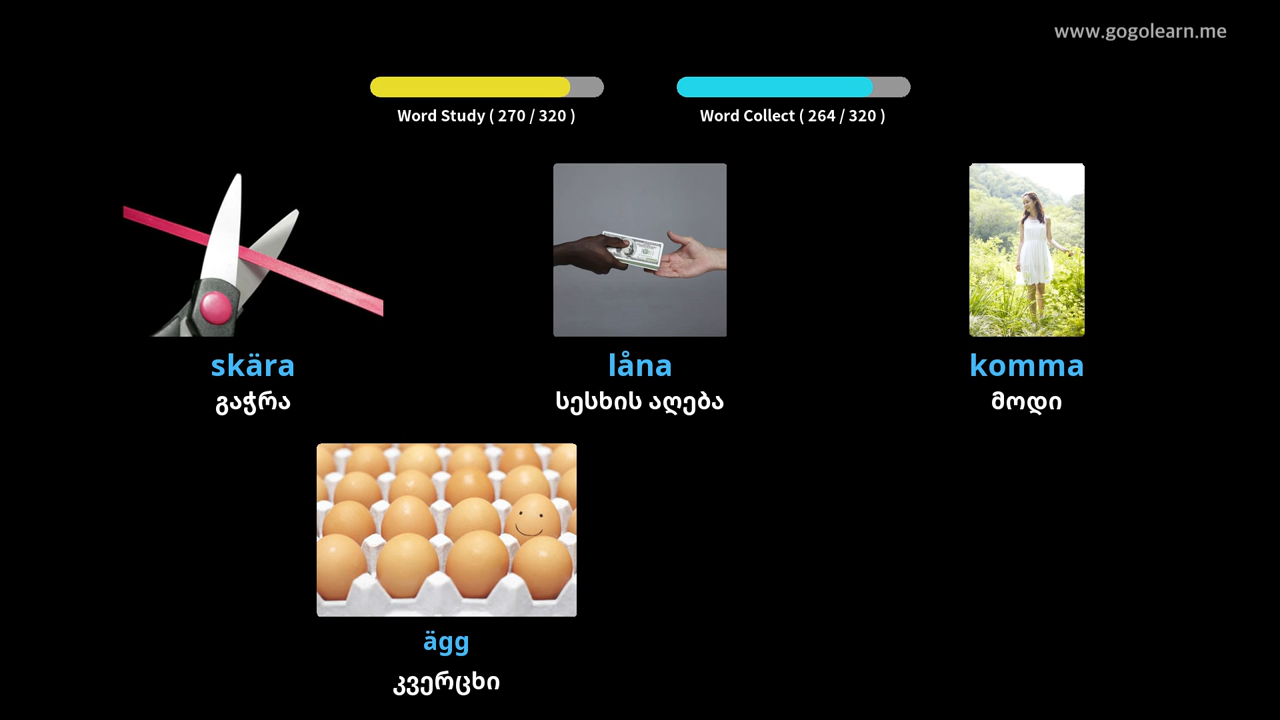 www.gogolearn.me
Word Study ( 270 / 320 )
Word Collect ( 264 / 320 )
skära
გაჭრა
låna
სესხის აღება
komma
მოდი
ägg
კვერცხი